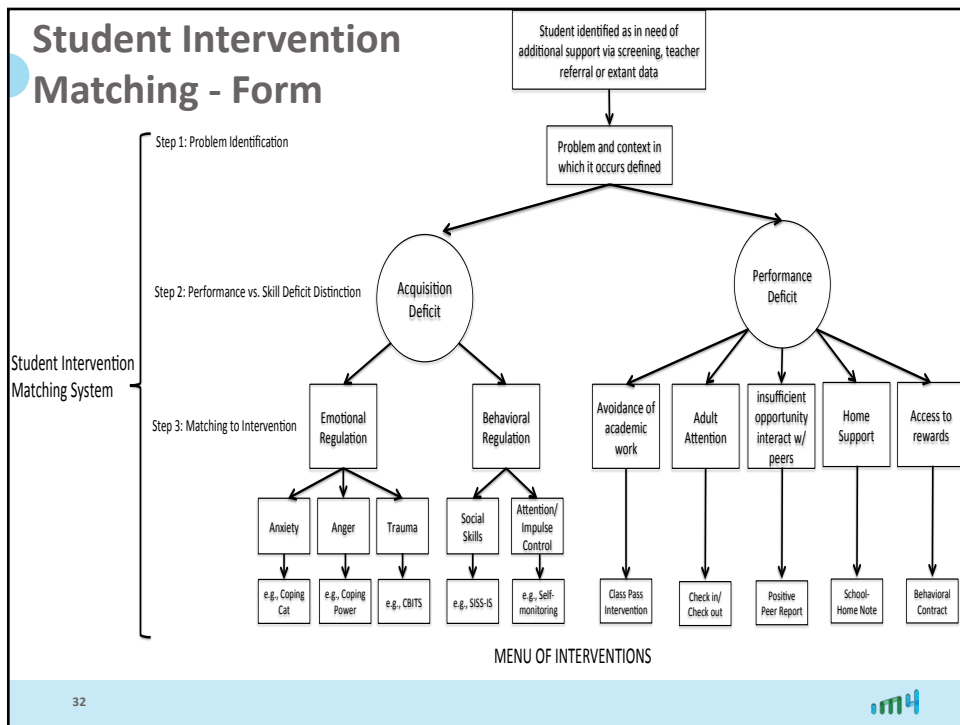 Student Intervention
Matching - Form
Student identified as in need of
additional support via screening, teacher
referral or extant data
Step 1: Problem Identification
Problem and context in
which it occurs defined
Step 2: Performance vs. Skill Deficit Distinction
Acquisition
Deficit
Performance
Deficit
Student Intervention
Matching System
Step 3: Matching to Intervention
Emotional
Regulation
Behavioral
Regulation
Avoidance of
academic
work
Adult
Attention
insufficient
opportunity
interact w/
peers
Home
Support
Access to
rewards
Anxiety
Anger
Trauma
Social
Skills
Attention/
Impulse
Control
e.g., Coping
Cat
e.g., Coping
Power
e.g., CBITS
e.g., SISS-IS
e.g., Self-
monitoring
Class Pass
Intervention
Check in/
Check out
Positive
Peer Report
School-
Home Note
Behavioral
Contract
MENU OF INTERVENTIONS
32
im4